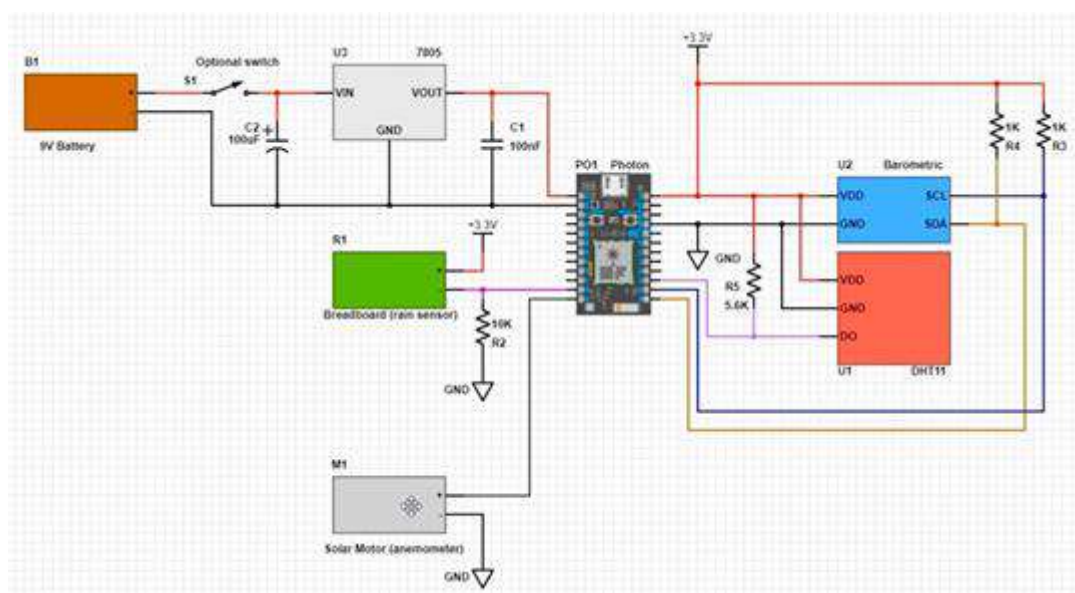 B1
9V Battery
S1
Optional switch
C2
100uF
+
U3
7805
VIN
VOUT
GND
C1
100nF
PO1
Photon
+3.3V
1K
R4
1K
R3
U2
Barometric
VDD
SCL
GND
SDA
GND
R5
5.6K
VDD
GND
DO
U1
DHT11
R1
+3.3V
Breadboard (rain sensor)
10K
R2
GND
M1
Solar Motor (anemometer)
GND